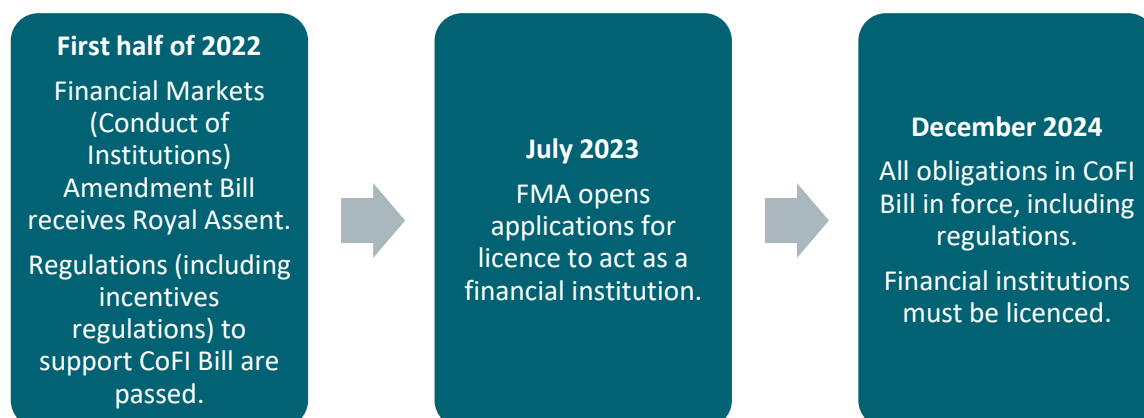 First half of 2022
Financial Markets
(Conduct of
Institutions)
Amendment Bill
receives Royal Assent.
Regulations (including
incentives
regulations) to
support CoFI Bill are
passed.
July 2023
FMA opens
applications for
licence to act as a
financial institution.
December 2024
All obligations in CoFI
Bill in force, including
regulations.
Financial institutions
must be licenced.